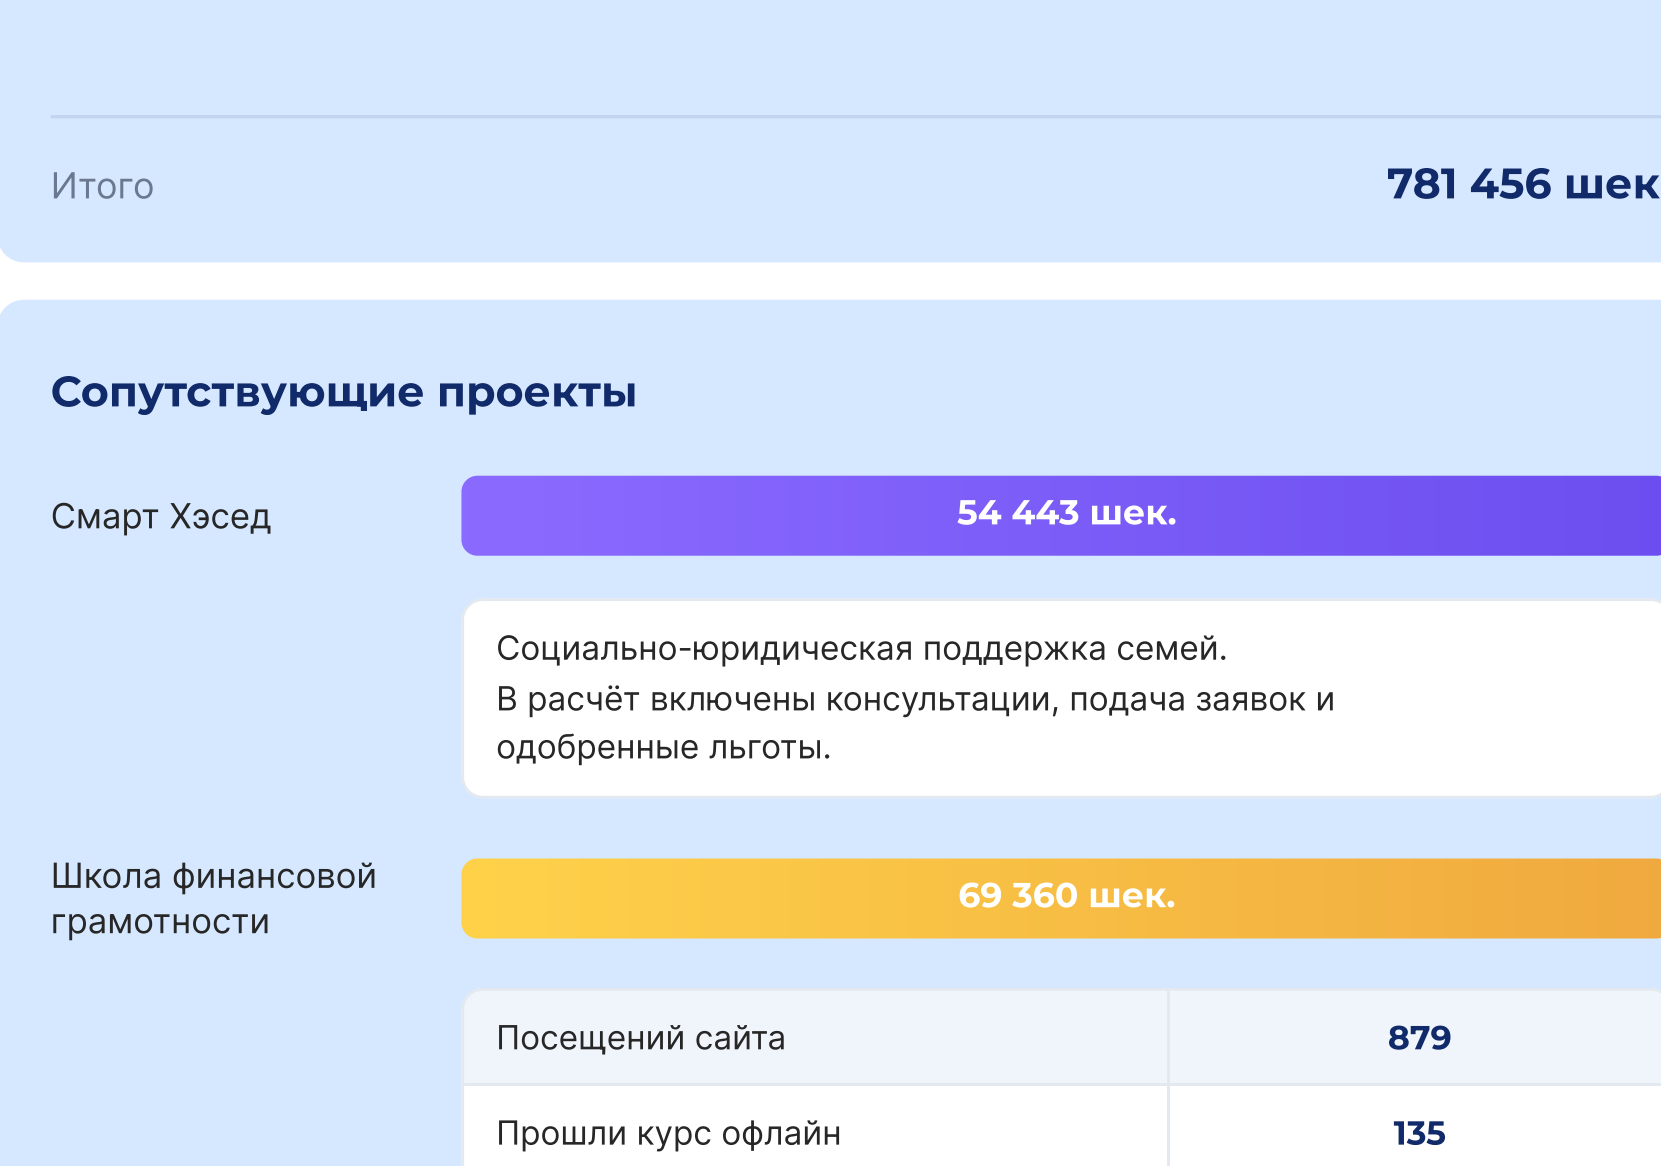 Итого
781 456 шек
Сопутствующие проекты
Смарт Хэсед
54 443 шек.
Социально-юридическая поддержка семей.
В расчёт включены консультации, подача заявок и
одобренные льготы.
Школа финансовой
грамотности
69 360 шек.
Посещений сайта
879
Прошли курс офлайн
135